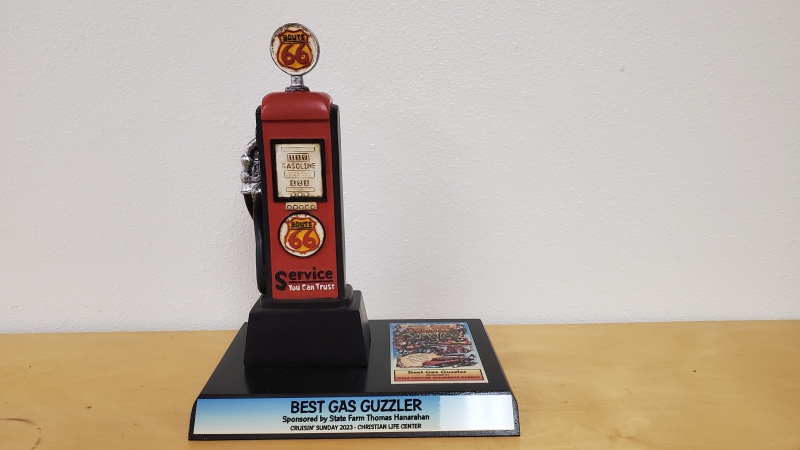 ROUTE
66
GASOLINE
ROUTE
66
Service
You Can Trust
Best Gas Guzzler
BEST GAS GUZZLER
Sponsored by State Farm Thomas Hanarahan
CRUISIN' SUNDAY 2023 - CHRISTIAN LIFE CENTER